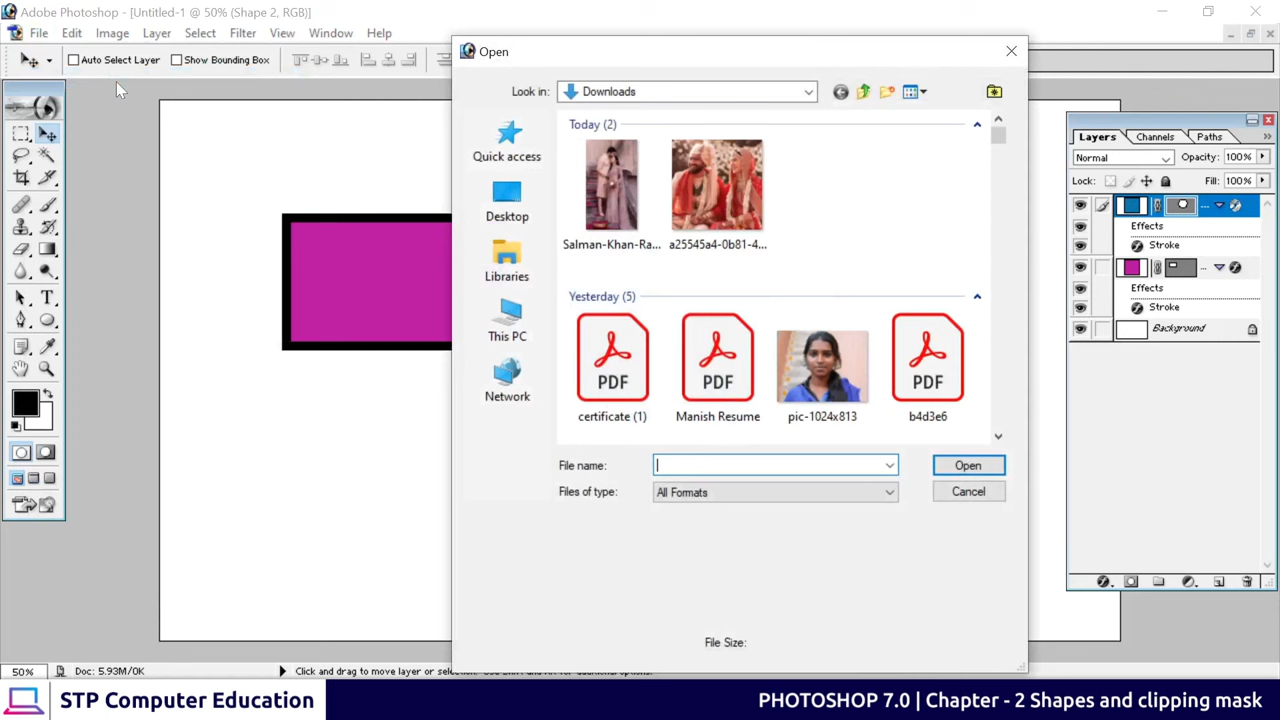 Adobe Photoshop - [Untitled-1 @ 50% (Shape 2, RGB)]
File Edit Image Layer Select Filter View Window Help
Auto Select Layer Show Bounding Box
Open
Look in: Downloads
Quick access
Desktop
Libraries
This PC
Network
Today (2)
Salman-Khan-Ra... a25545a4-0b81-4...
Yesterday (5)
PDF PDF PDF
certificate (1) Manish Resume pic-1024x813 b4d3e6
File name: Open
Files of type: All Formats Cancel
File Size:
Layers Channels Paths
Normal Opacity: 100%
Lock: Fill: 100%
...
Effects
Stroke
...
Effects
Stroke
Background
50% Doc: 5.93M/0K Click and drag to move layer or selection.
STP Computer Education PHOTOSHOP 7.0 | Chapter - 2 Shapes and clipping mask